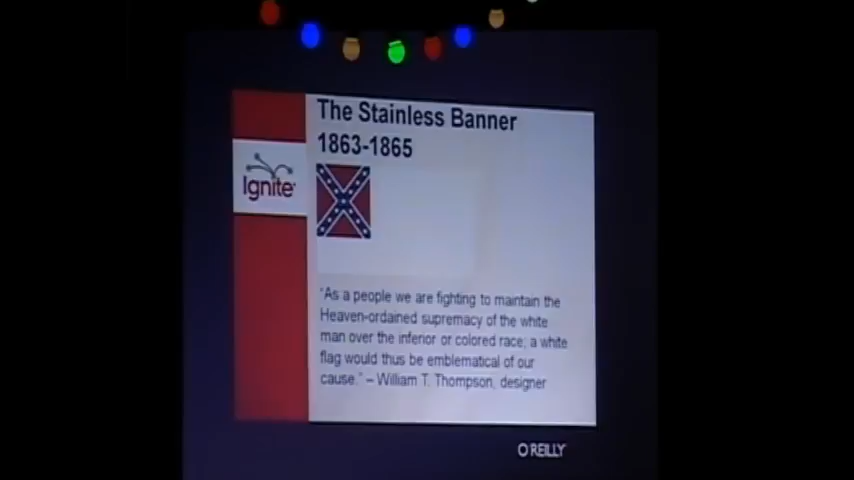 The Stainless Banner
1863-1865
Ignite
"As a people we are fighting to maintain the
Heaven-ordained supremacy of the white
man over the inferior or colored race; a white
flag would thus be emblematical of our
cause." – William T. Thompson, designer
O'REILLY